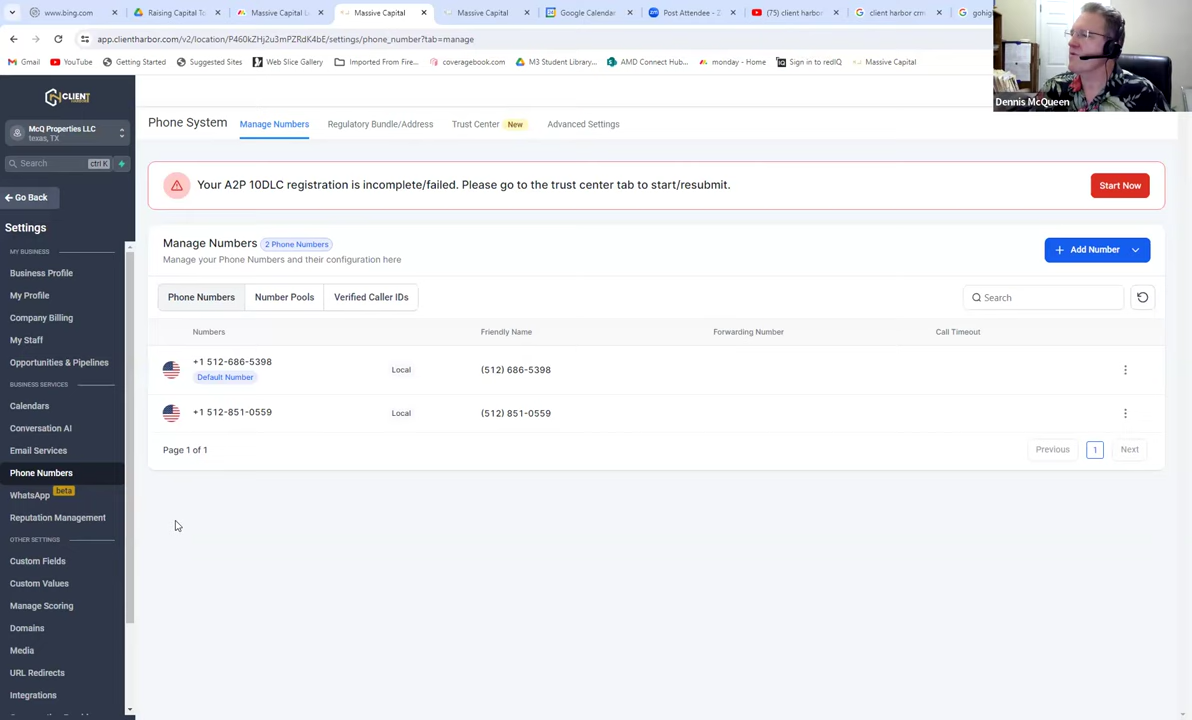 www.bing.com
Raising Capital To
Massive Capital L
Massive Capital
Massive Capital
Google Calendar
Post Attendee - Z
(75) client harbor
client harbor crm
gohig
app.clientharbor.com/v2/location/P460kZHj2u3mPZRdK4bE/settings/phone_number?tab=manage
Gmail
YouTube
Getting Started
Suggested Sites
Web Slice Gallery
Imported From Fire...
coveragebook.com
M3 Student Library...
AMD Connect Hub...
monday - Home
Sign in to redIQ
Massive Capital
Dennis McQueen
CLIENT
McQ Properties LLC
texas, TX
Search ctrl K
Go Back
Settings
MY BUSINESS
Business Profile
My Profile
Company Billing
My Staff
Opportunities & Pipelines
BUSINESS SERVICES
Calendars
Conversation AI
Email Services
Phone Numbers
WhatsApp beta
Reputation Management
OTHER SETTINGS
Custom Fields
Custom Values
Manage Scoring
Domains
Media
URL Redirects
Integrations
Phone System
Manage Numbers
Regulatory Bundle/Address
Trust Center New
Advanced Settings
Your A2P 10DLC registration is incomplete/failed. Please go to the trust center tab to start/resubmit.
Start Now
Manage Numbers 2 Phone Numbers
Manage your Phone Numbers and their configuration here
Add Number
Phone Numbers
Number Pools
Verified Caller IDs
Search
Numbers Friendly Name Forwarding Number Call Timeout
+1 512-686-5398 Local (512) 686-5398
Default Number
+1 512-851-0559 Local (512) 851-0559
Page 1 of 1
Previous 1 Next